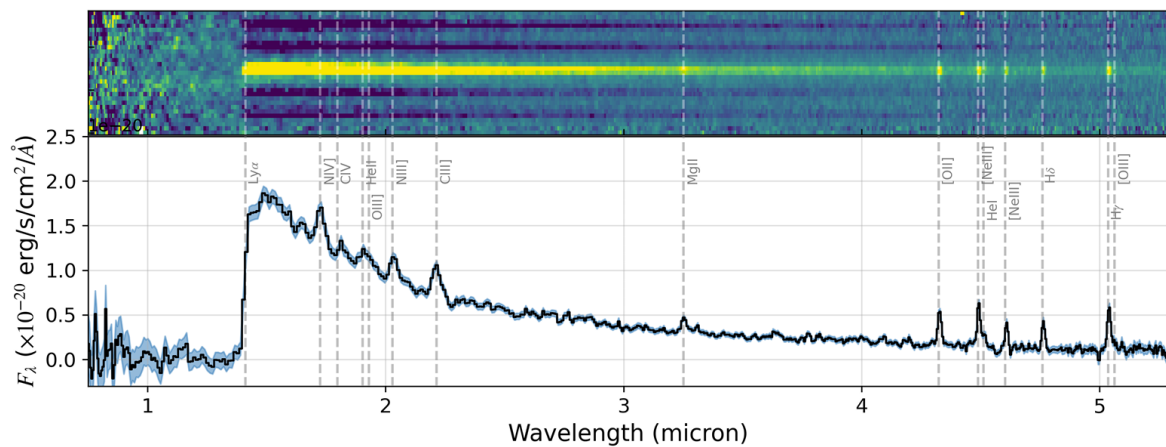 1e−20
2.5
2.0
1.5
1.0
0.5
0.0
F_λ (×10⁻²⁰ erg/s/cm²/Å)
Lyα
NIV]
CIV
HeII
OIII]
NIII]
CIII]
MgII
[OII]
[NeIII]
HeI
[NeIII]
Hδ
Hγ
[OIII]
1 2 3 4 5
Wavelength (micron)